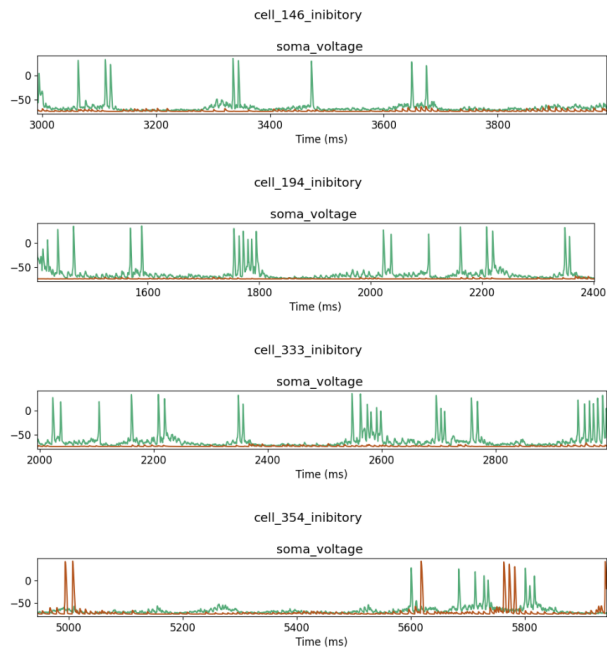 cell_146_inibitory
soma_voltage
0
−50
3000 3200 3400 3600 3800
Time (ms)
cell_194_inibitory
soma_voltage
0
−50
1600 1800 2000 2200 2400
Time (ms)
cell_333_inibitory
soma_voltage
0
−50
2000 2200 2400 2600 2800
Time (ms)
cell_354_inibitory
soma_voltage
0
−50
5000 5200 5400 5600 5800
Time (ms)